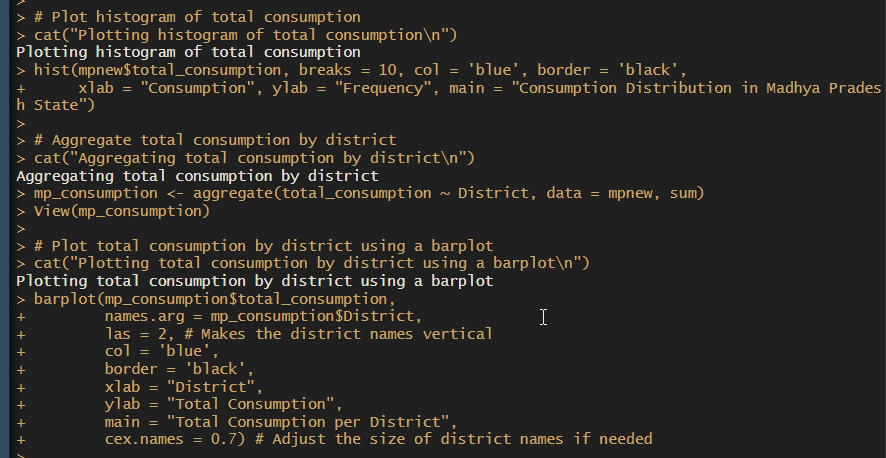 >
> # Plot histogram of total consumption
> cat("Plotting histogram of total consumption\n")
Plotting histogram of total consumption
> hist(mpnew$total_consumption, breaks = 10, col = 'blue', border = 'black',
+      xlab = "Consumption", ylab = "Frequency", main = "Consumption Distribution in Madhya Prades
h State")
>
> # Aggregate total consumption by district
> cat("Aggregating total consumption by district\n")
Aggregating total consumption by district
> mp_consumption <- aggregate(total_consumption ~ District, data = mpnew, sum)
> View(mp_consumption)
>
> # Plot total consumption by district using a barplot
> cat("Plotting total consumption by district using a barplot\n")
Plotting total consumption by district using a barplot
> barplot(mp_consumption$total_consumption,
+         names.arg = mp_consumption$District,
+         las = 2, # Makes the district names vertical
+         col = 'blue',
+         border = 'black',
+         xlab = "District",
+         ylab = "Total Consumption",
+         main = "Total Consumption per District",
+         cex.names = 0.7) # Adjust the size of district names if needed
>